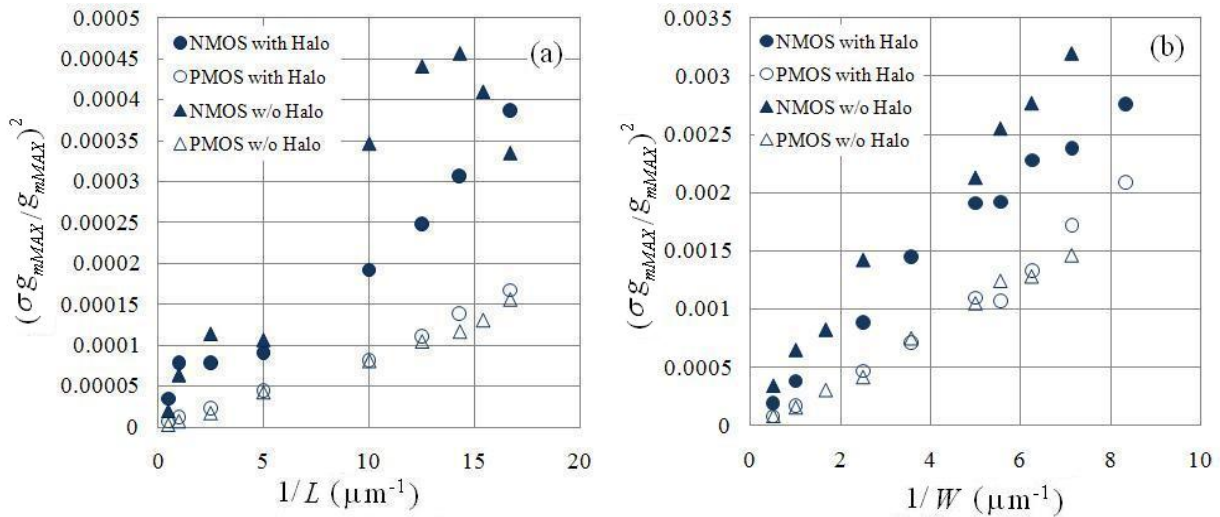 0.0005
0.00045
0.0004
0.00035
0.0003
0.00025
0.0002
0.00015
0.0001
0.00005
0
(σg_mMAX/g_mMAX)²
NMOS with Halo
PMOS with Halo
NMOS w/o Halo
PMOS w/o Halo
(a)
0 5 10 15 20
1/L (μm⁻¹)
0.0035
0.003
0.0025
0.002
0.0015
0.001
0.0005
0
(σg_mMAX/g_mMAX)²
NMOS with Halo
PMOS with Halo
NMOS w/o Halo
PMOS w/o Halo
(b)
0 2 4 6 8 10
1/W (μm⁻¹)